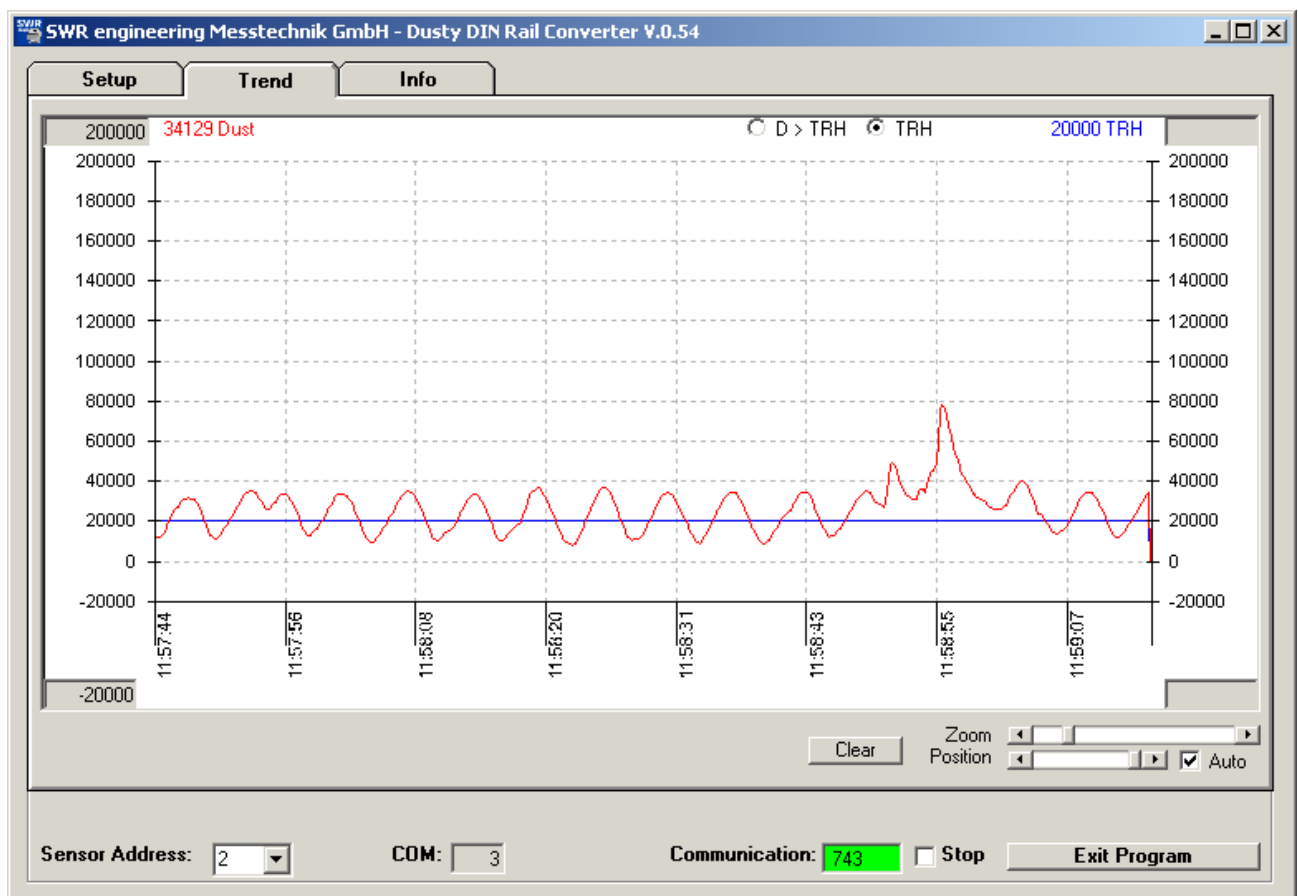 SWR engineering Messtechnik GmbH - Dusty DIN Rail Converter V.0.54
Setup Trend Info
200000 34129 Dust D > TRH TRH 20000 TRH
200000 200000
180000 180000
160000 160000
140000 140000
120000 120000
100000 100000
80000 80000
60000 60000
40000 40000
20000 20000
0 0
-20000 -20000
11:57:44 11:57:56 11:58:08 11:58:20 11:58:31 11:58:43 11:58:55 11:59:07
-20000
Clear Zoom
Position Auto
Sensor Address: 2 COM: 3 Communication: 743 Stop Exit Program